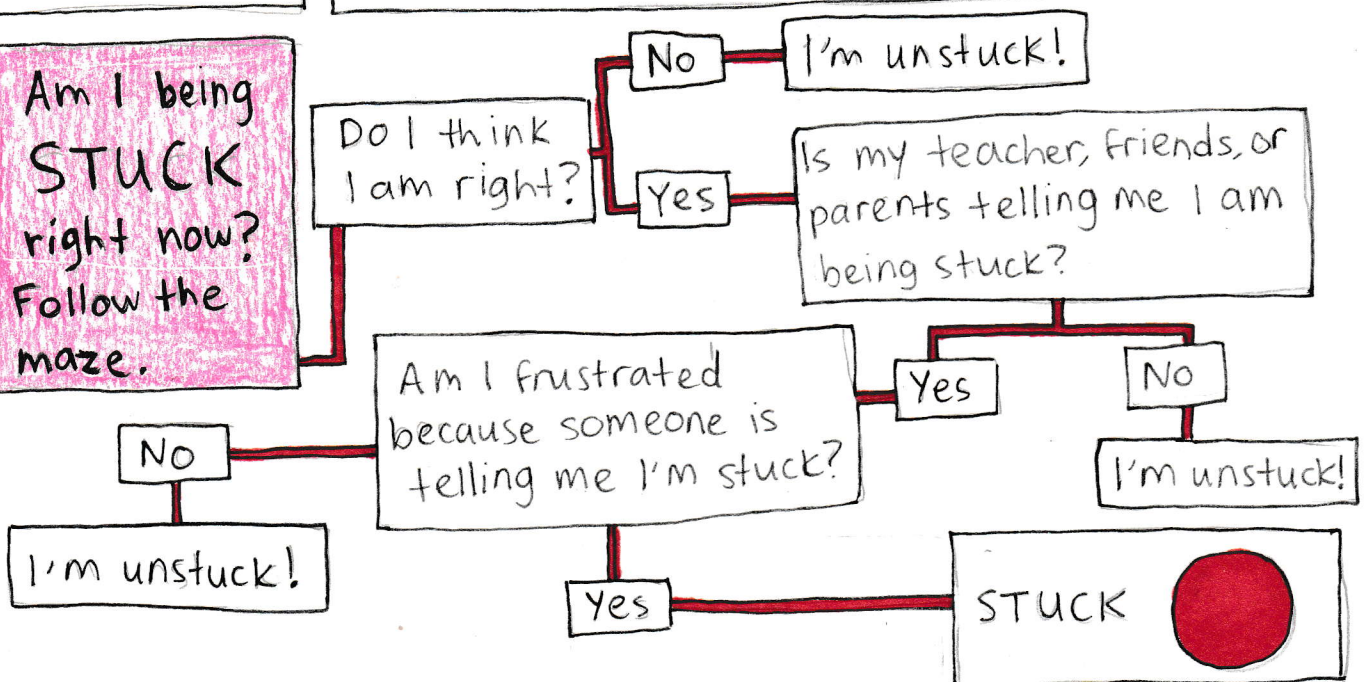 Am I being
STUCK
right now?
Follow the
maze.
Do I think
I am right?
No
I'm unstuck!
Yes
Is my teacher, friends, or
parents telling me I am
being stuck?
No
I'm unstuck!
Yes
Am I frustrated
because someone is
telling me I'm stuck?
No
I'm unstuck!
Yes
STUCK